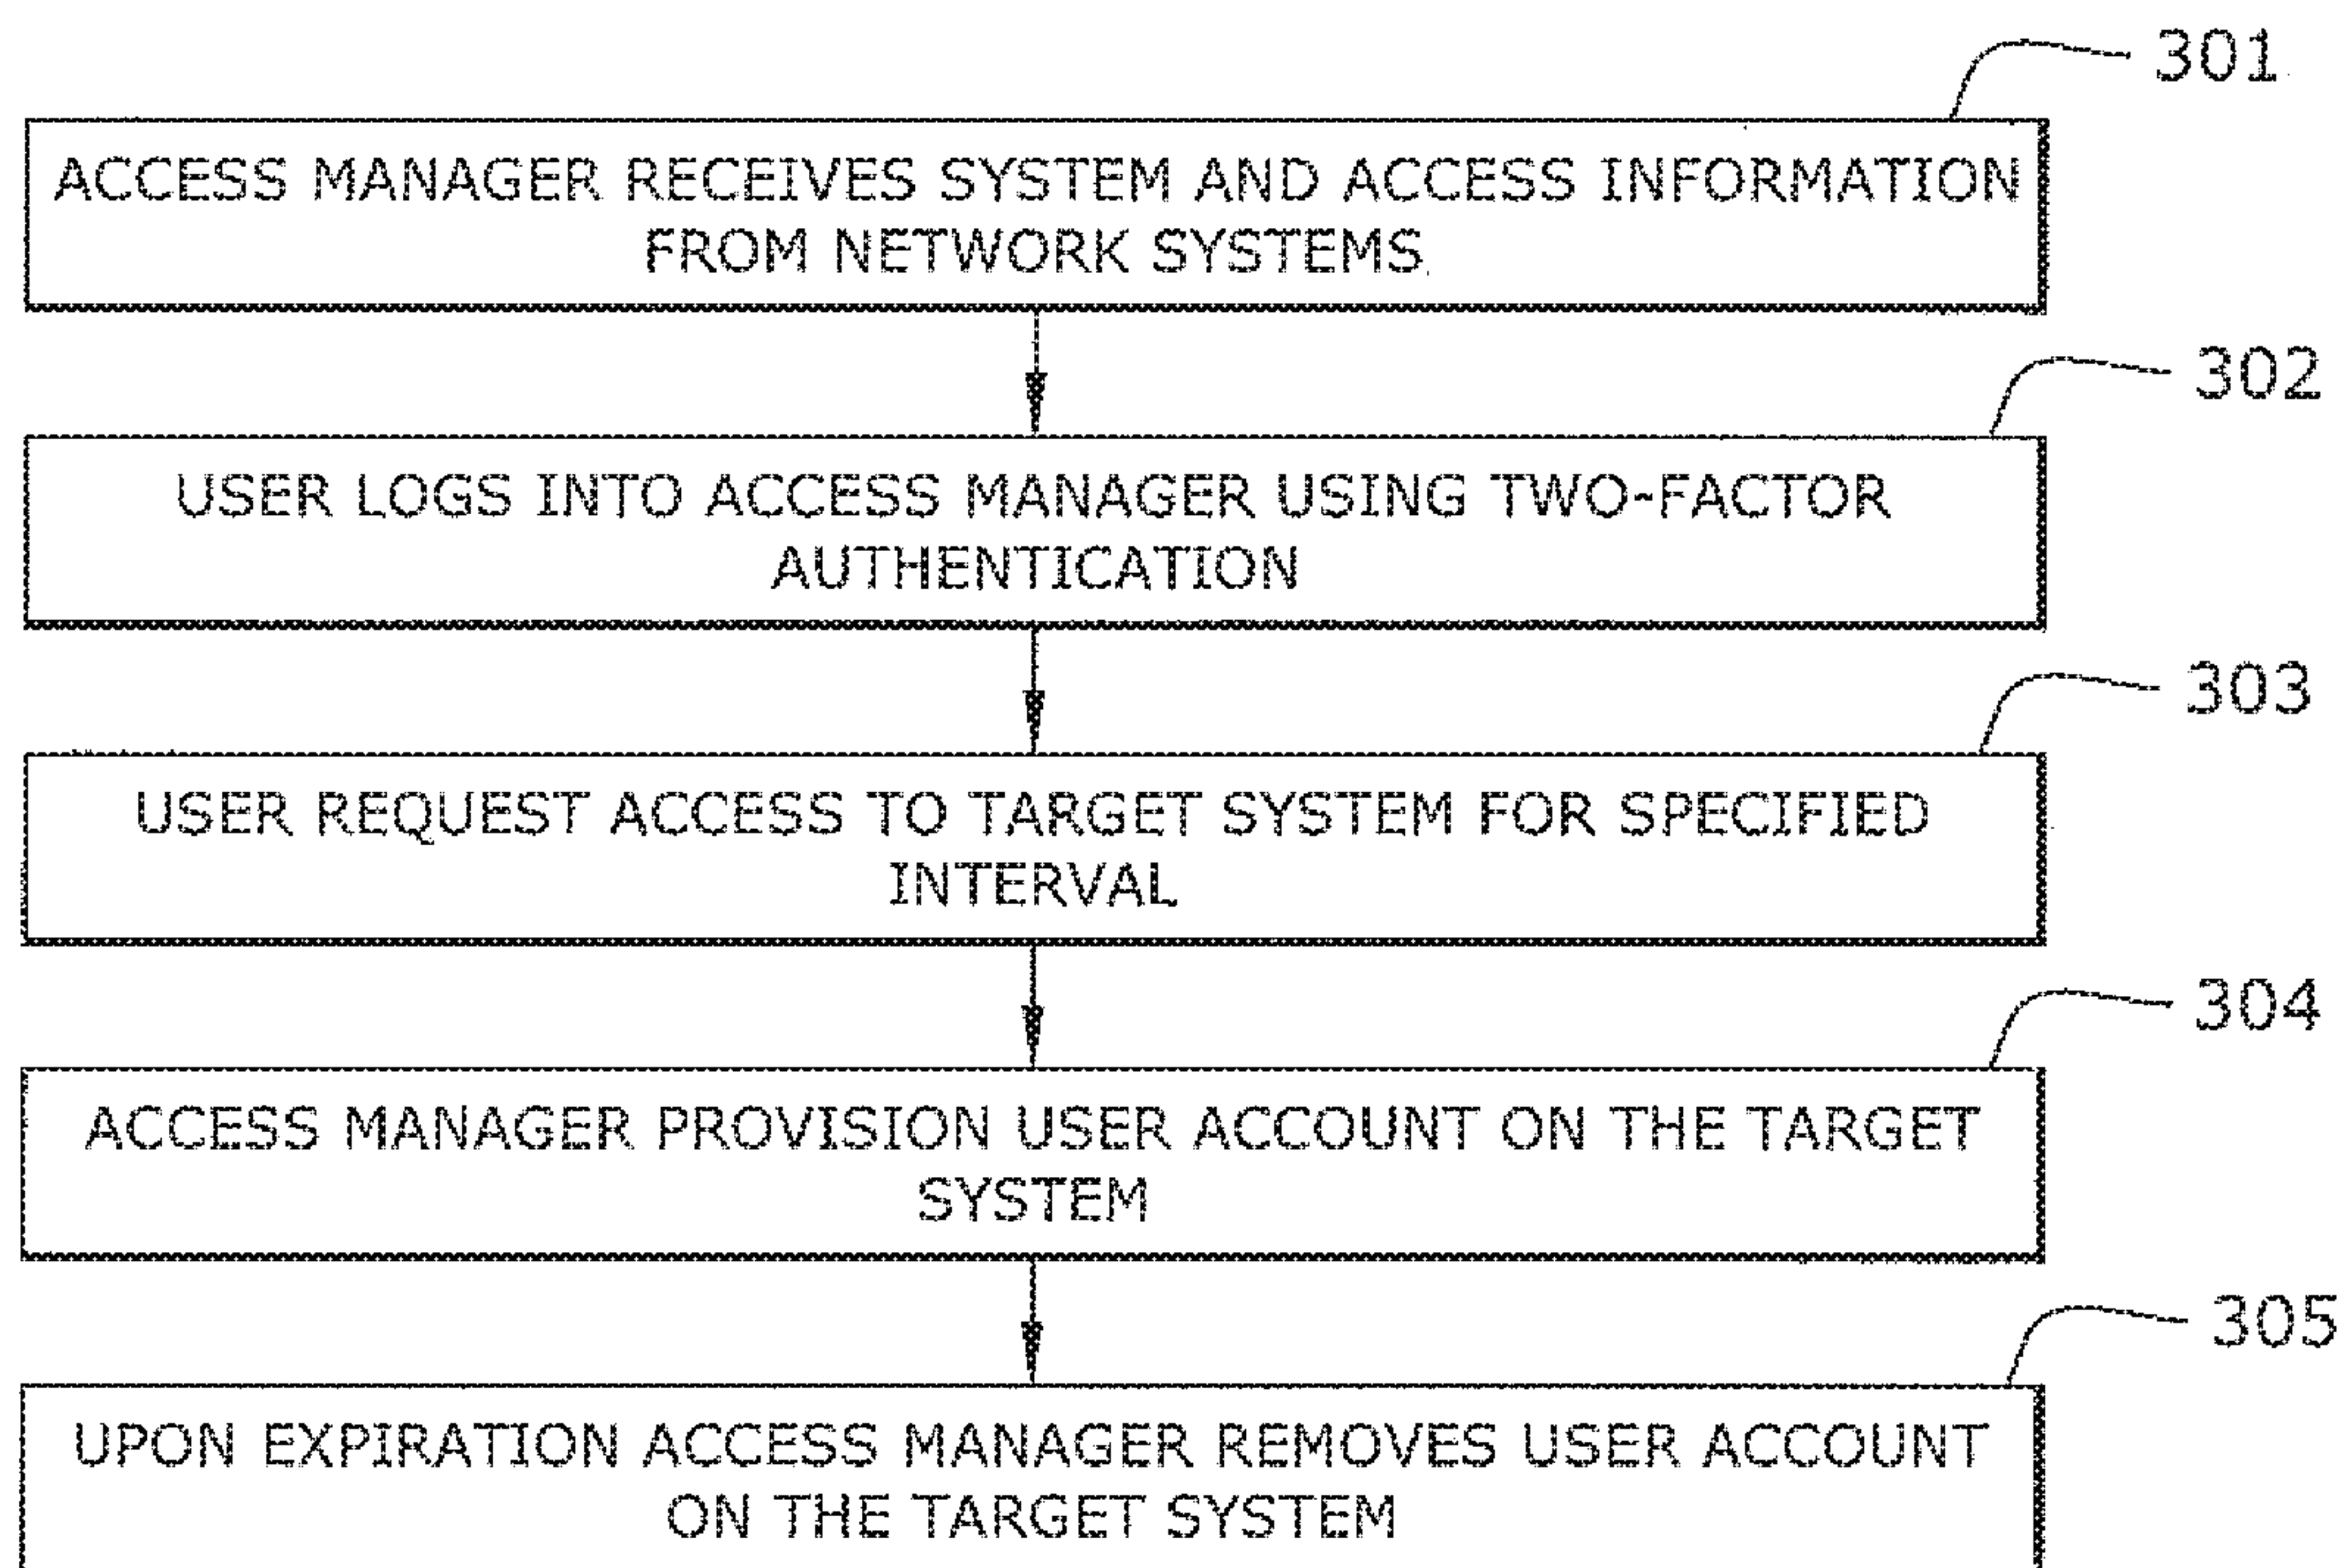 301
ACCESS MANAGER RECEIVES SYSTEM AND ACCESS INFORMATION
FROM NETWORK SYSTEMS
302
USER LOGS INTO ACCESS MANAGER USING TWO-FACTOR
AUTHENTICATION
303
USER REQUEST ACCESS TO TARGET SYSTEM FOR SPECIFIED
INTERVAL
304
ACCESS MANAGER PROVISION USER ACCOUNT ON THE TARGET
SYSTEM
305
UPON EXPIRATION ACCESS MANAGER REMOVES USER ACCOUNT
ON THE TARGET SYSTEM